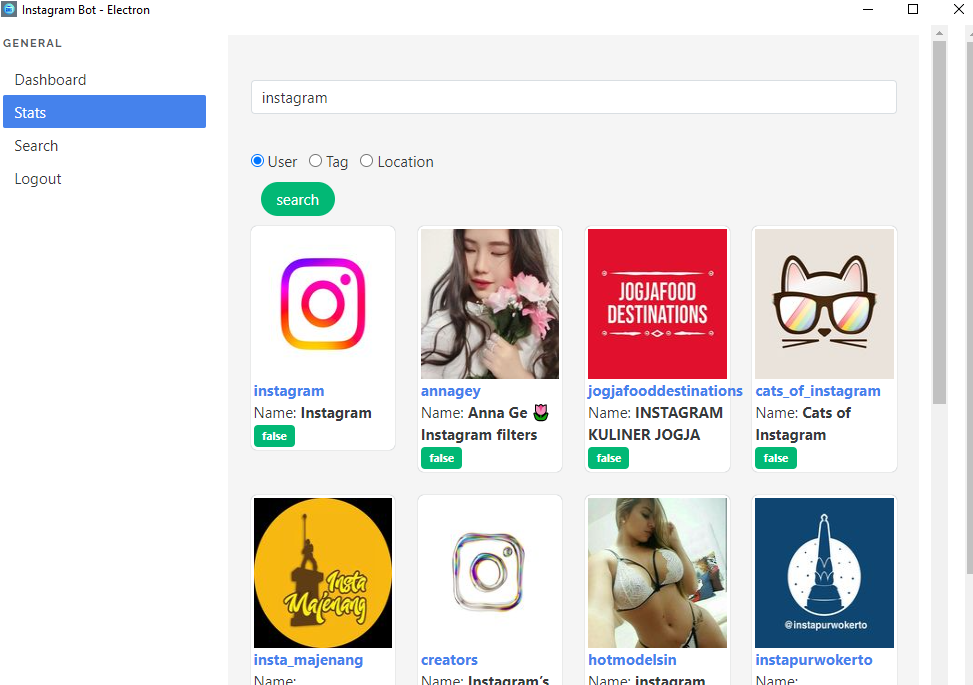 Instagram Bot - Electron
GENERAL
Dashboard
Stats
Search
Logout
instagram
User Tag Location
search
instagram
Name: Instagram
false
annagey
Name: Anna Ge 🌷
Instagram filters
false
JOGJAFOOD
DESTINATIONS
jogjafooddestinations
Name: INSTAGRAM
KULINER JOGJA
false
cats_of_instagram
Name: Cats of
Instagram
false
Insta
Majenang
insta_majenang
Name:
creators
Name: Instagram's
hotmodelsin
Name: instagram
@instapurwokerto
instapurwokerto
Name: